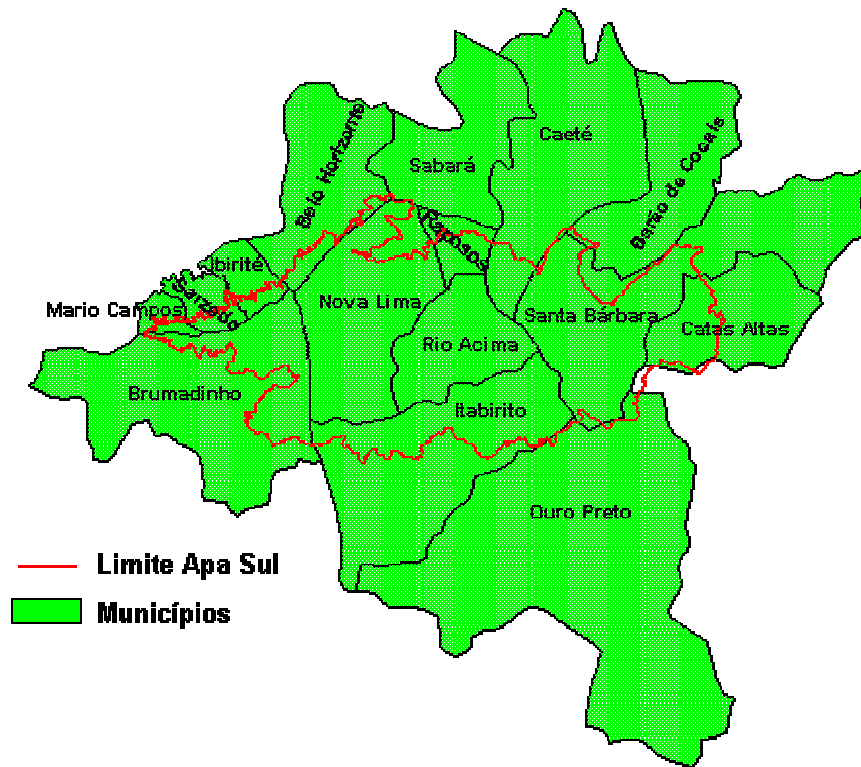 Caeté
Sabará
Belo Horizonte
Barão de Cocais
Raposos
Ibirité
Sarzedo
Mario Campos
Nova Lima
Santa Bárbara
Catas Altas
Rio Acima
Brumadinho
Itabirito
Ouro Preto
Limite Apa Sul
Municípios